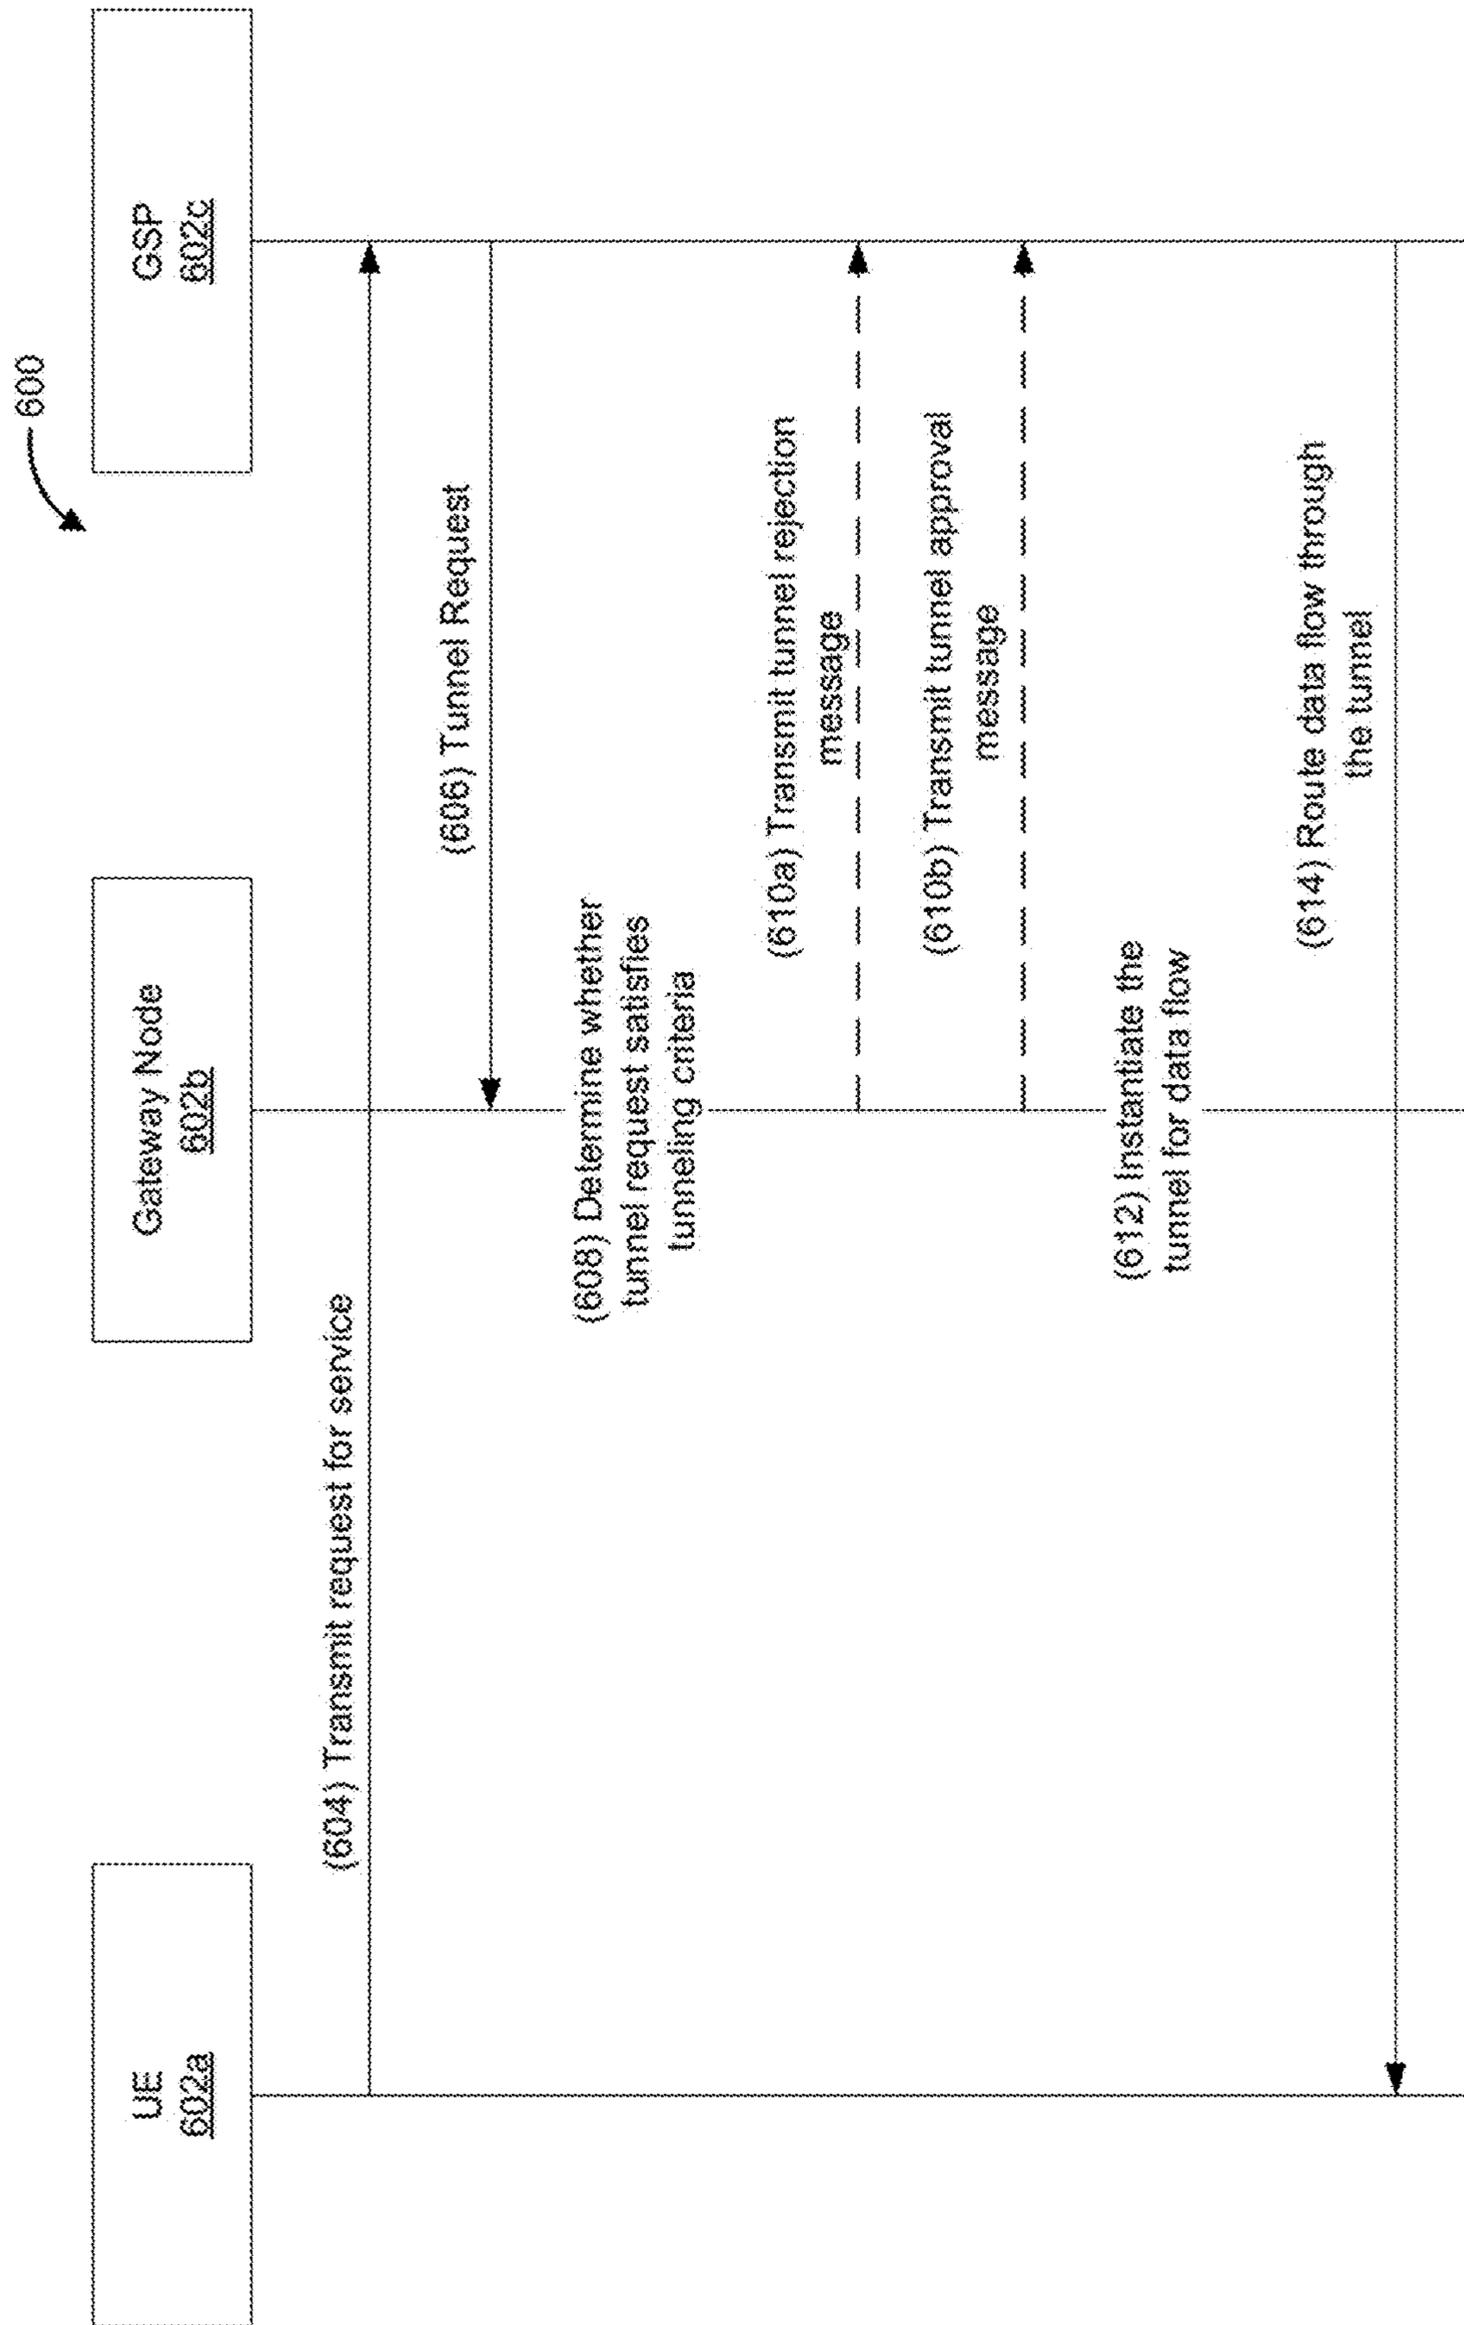 600
UE
602a
Gateway Node
602b
GSP
602c
(604) Transmit request for service
(606) Tunnel Request
(608) Determine whether
tunnel request satisfies
tunneling criteria
(610a) Transmit tunnel rejection
message
(610b) Transmit tunnel approval
message
(612) Instantiate the
tunnel for data flow
(614) Route data flow through
the tunnel